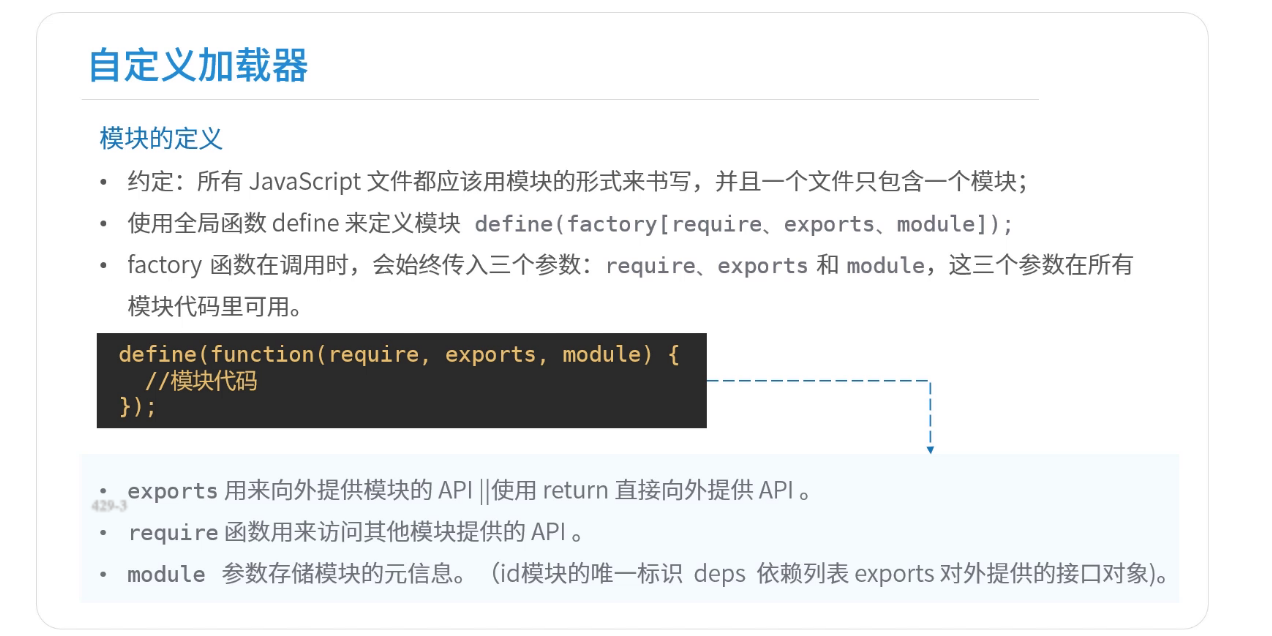 自定义加载器
模块的定义
• 约定：所有 JavaScript 文件都应该用模块的形式来书写，并且一个文件只包含一个模块；
• 使用全局函数 define 来定义模块 define(factory[require、exports、module]);
• factory 函数在调用时，会始终传入三个参数：require、exports 和 module，这三个参数在所有
模块代码里可用。
define(function(require, exports, module) {
//模块代码
});
• exports 用来向外提供模块的 API ||使用 return 直接向外提供 API 。
429-3
• require 函数用来访问其他模块提供的 API 。
• module 参数存储模块的元信息。（id模块的唯一标识 deps 依赖列表 exports 对外提供的接口对象)。